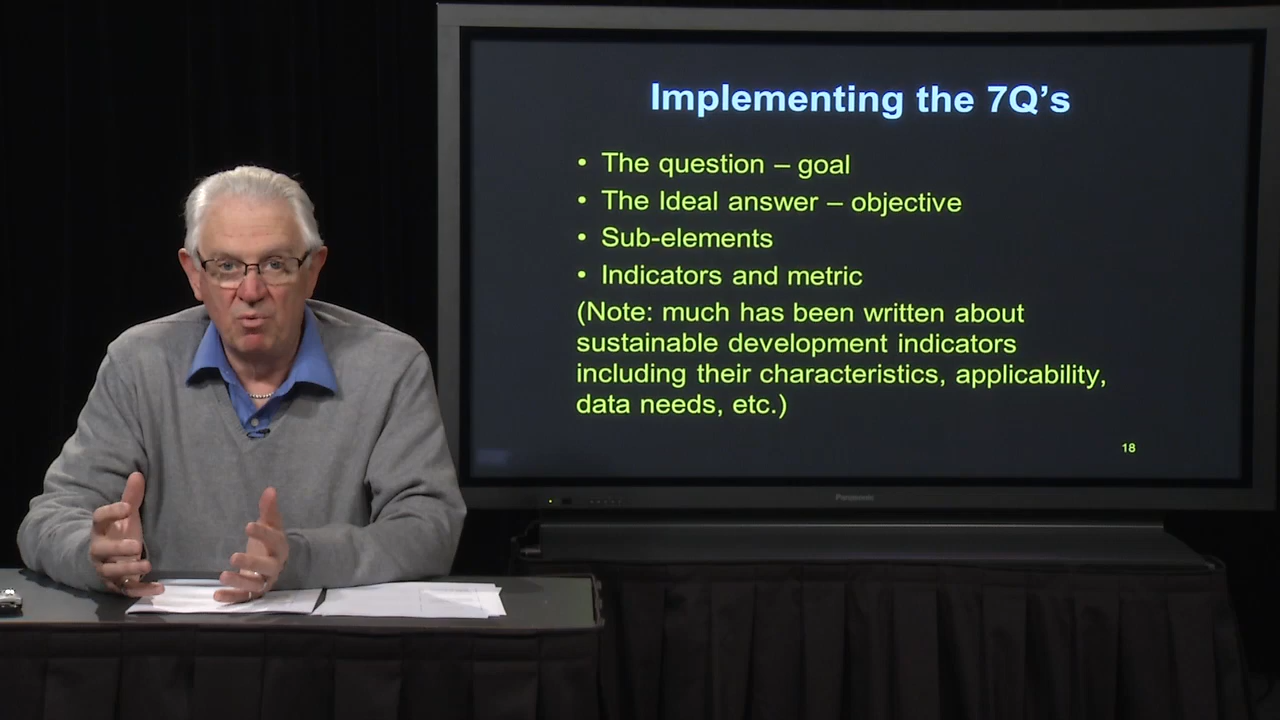 Implementing the 7Q's
• The question – goal
• The Ideal answer – objective
• Sub-elements
• Indicators and metric
(Note: much has been written about
sustainable development indicators
including their characteristics, applicability,
data needs, etc.)
18
Panasonic